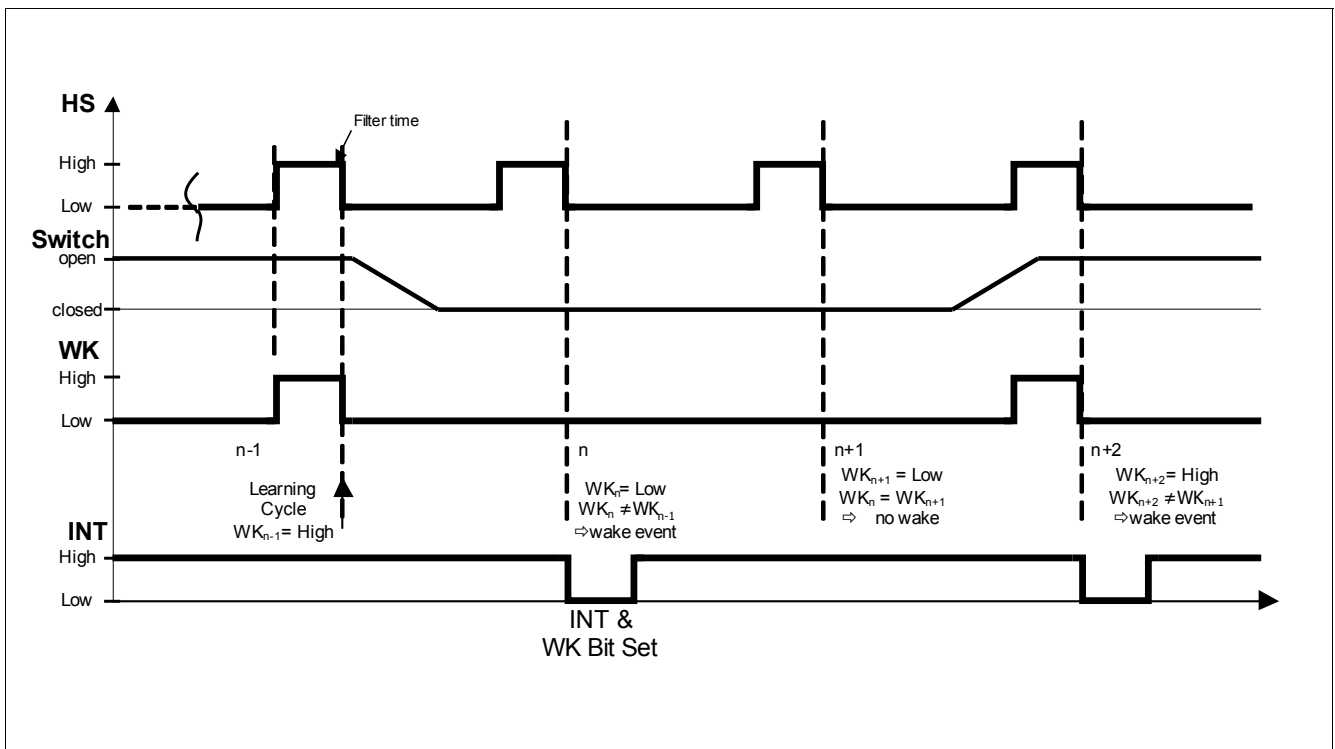 HS
Filter time
High
Low
Switch
open
closed
WK
High
Low
n-1
n
n+1
n+2
Learning
Cycle
WKn-1= High
WKn= Low
WKn ≠WKn-1
⇨wake event
WKn+1 = Low
WKn = WKn+1
⇨ no wake
WKn+2 = High
WKn+2 ≠WKn+1
⇨wake event
INT
High
Low
INT &
WK Bit Set